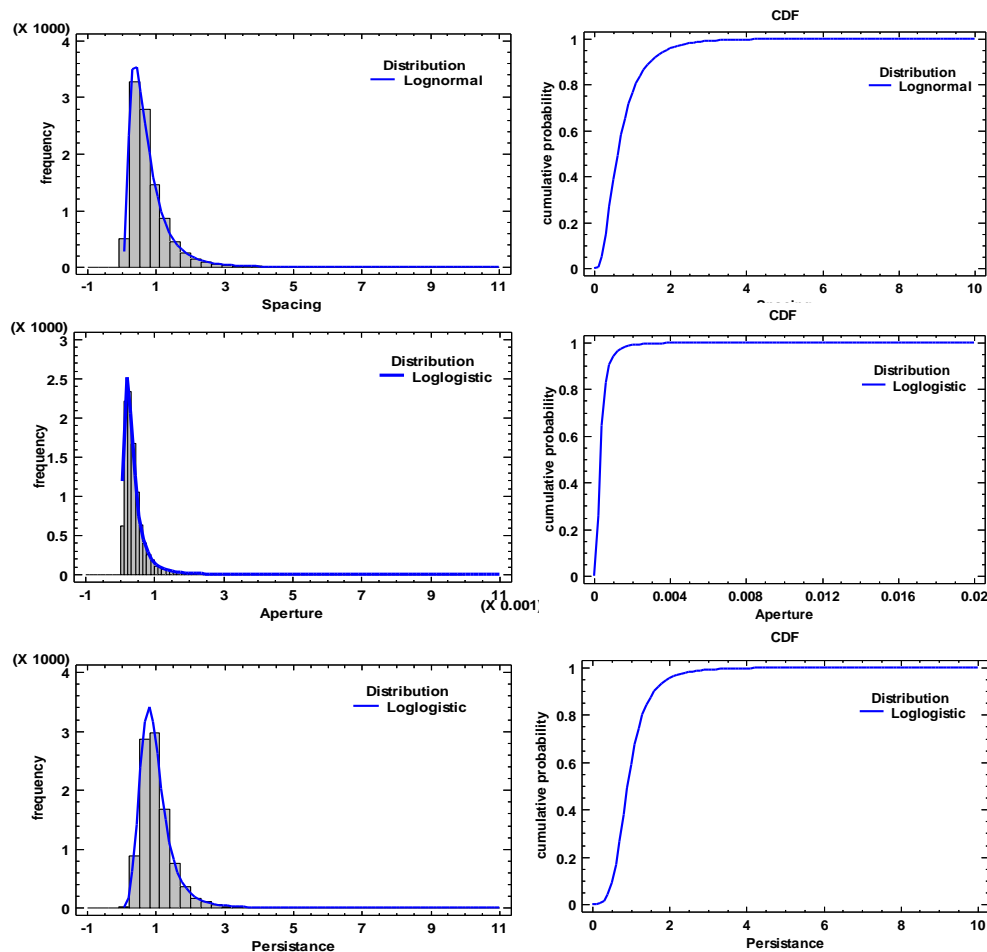 (X 1000)
4
3
2
1
0
frequency
Distribution
Lognormal
-1 1 3 5 7 9 11
Spacing
CDF
1
0.8
0.6
0.4
0.2
0
cumulative probability
Distribution
Lognormal
0 2 4 6 8 10
Spacing
(X 1000)
3
2.5
2
1.5
1
0.5
0
frequency
Distribution
Loglogistic
-1 1 3 5 7 9 11
Aperture
(X 0.001)
CDF
1
0.8
0.6
0.4
0.2
0
cumulative probability
Distribution
Loglogistic
0 0.004 0.008 0.012 0.016 0.02
Aperture
(X 1000)
4
3
2
1
0
frequency
Distribution
Loglogistic
-1 1 3 5 7 9 11
Persistance
CDF
1
0.8
0.6
0.4
0.2
0
cumulative probability
Distribution
Loglogistic
0 2 4 6 8 10
Persistance